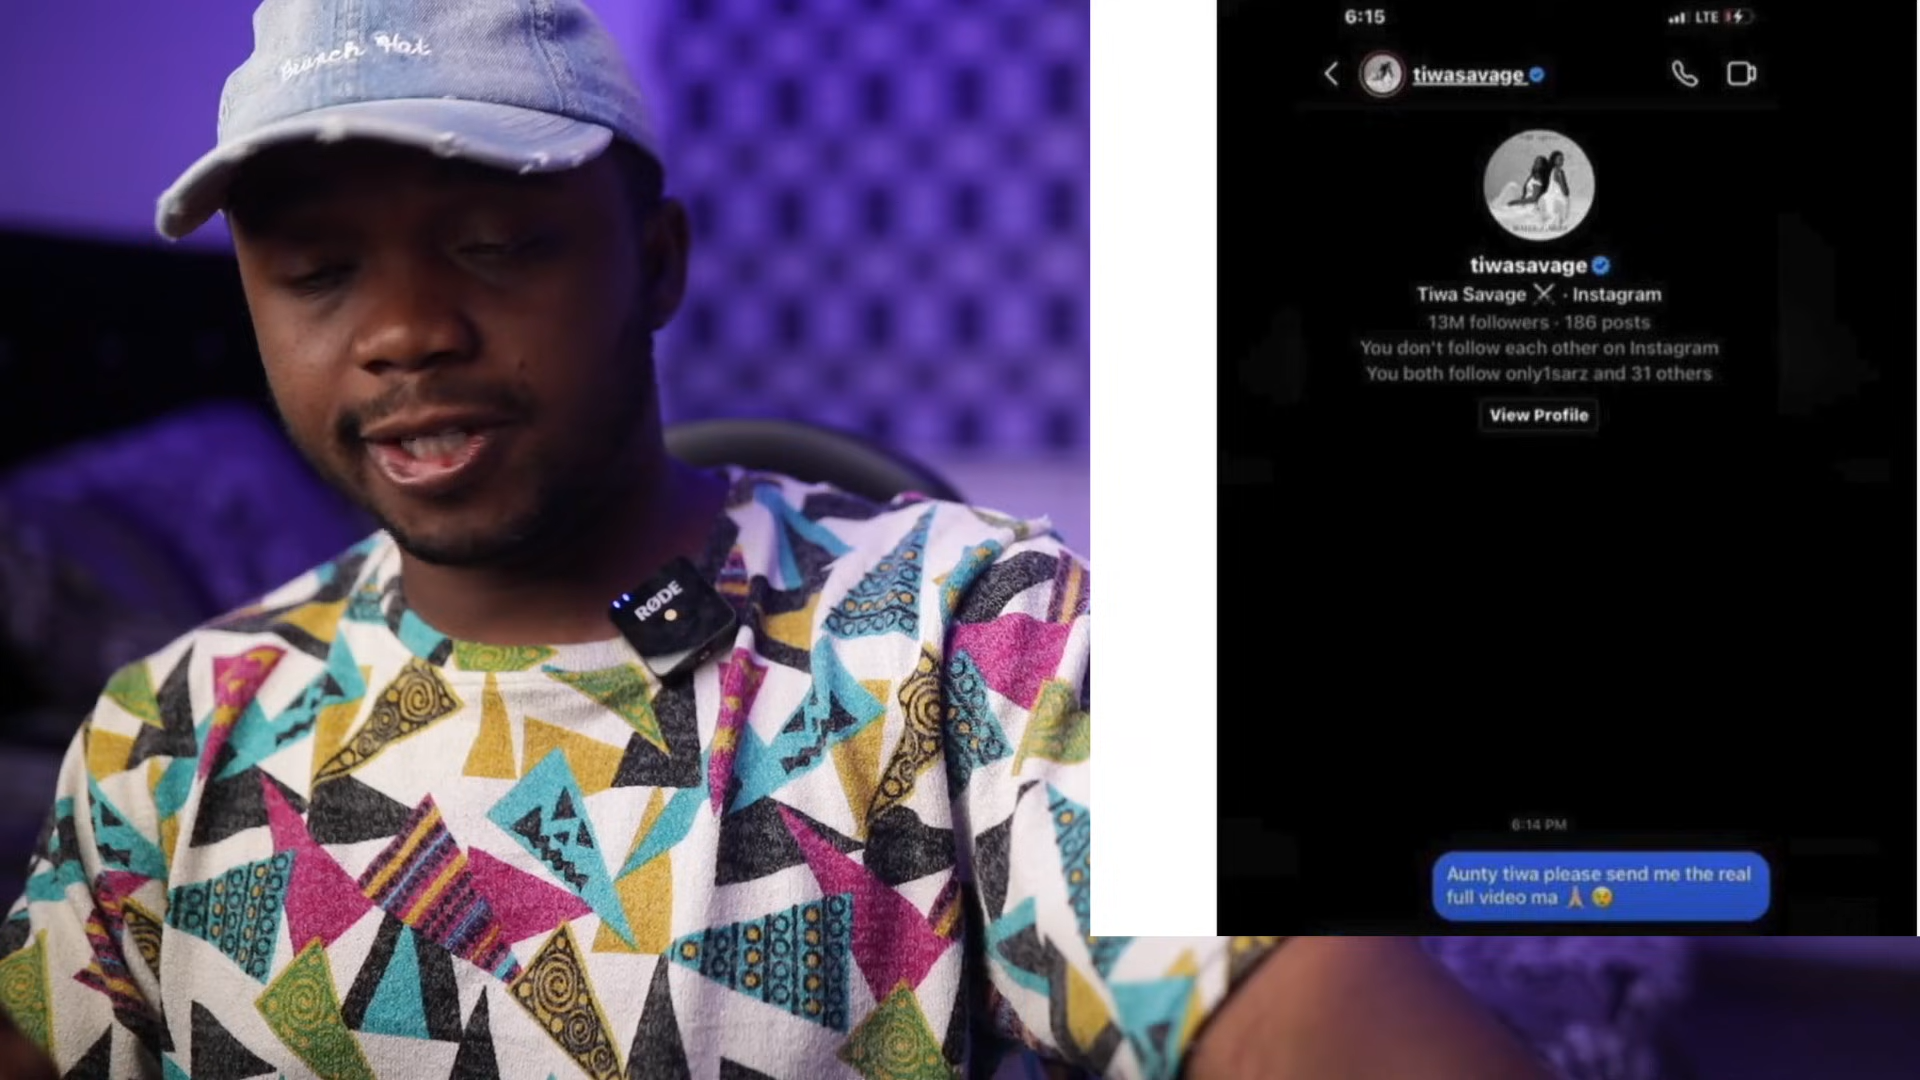 Brunch Hat
RØDE
6:15
LTE
tiwasavage
tiwasavage
Tiwa Savage ⚔ · Instagram
13M followers · 186 posts
You don't follow each other on Instagram
You both follow only1sarz and 31 others
View Profile
6:14 PM
Aunty tiwa please send me the real
full video ma 🙏 😢